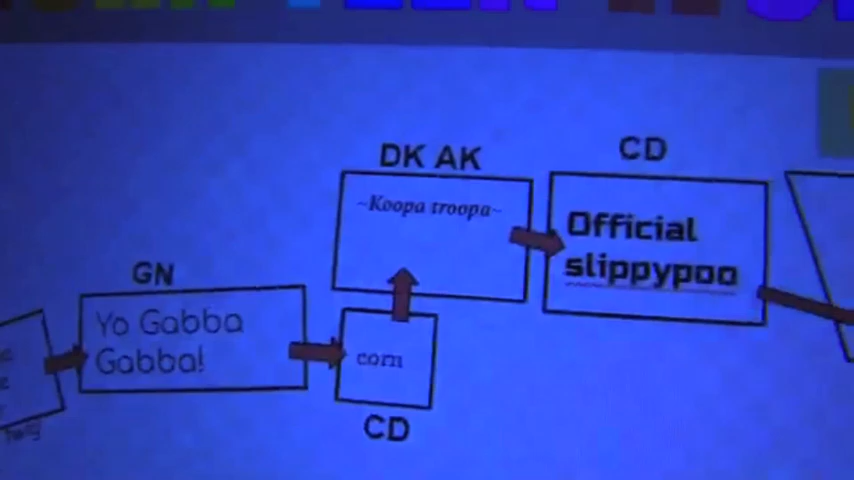 GN
Yo Gabba
Gabba!
corn
CD
DK AK
~Koopa troopa~
CD
Official
slippypoo